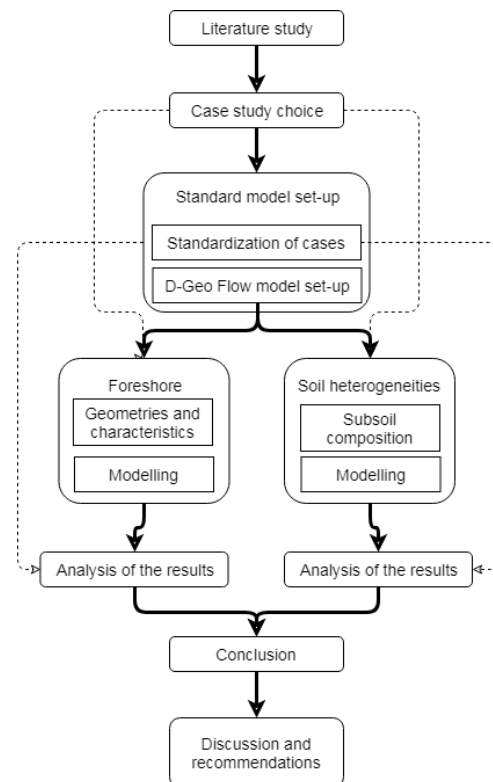 Literature study
Case study choice
Standard model set-up
Standardization of cases
D-Geo Flow model set-up
Foreshore
Geometries and
characteristics
Modelling
Soil heterogeneities
Subsoil
composition
Modelling
Analysis of the results
Analysis of the results
Conclusion
Discussion and
recommendations